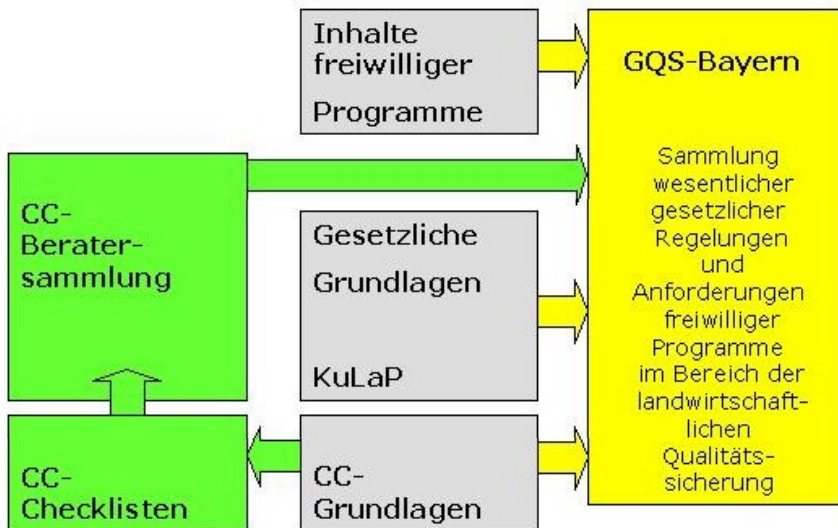 Inhalte
freiwilliger
Programme
GQS-Bayern
Sammlung
wesentlicher
gesetzlicher
Regelungen
und
Anforderungen
freiwilliger
Programme
im Bereich der
landwirtschaft-
lichen
Qualitäts-
sicherung
CC-
Berater-
sammlung
Gesetzliche
Grundlagen
KuLaP
CC-
Checklisten
CC-
Grundlagen